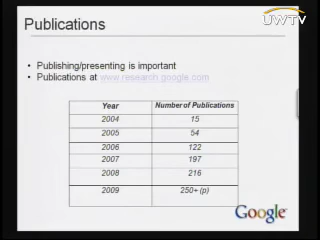 UWTV
Publications
• Publishing/presenting is important
• Publications at www.research.google.com
Year Number of Publications
2004 15
2005 54
2006 122
2007 197
2008 216
2009 250+ (p)
Google